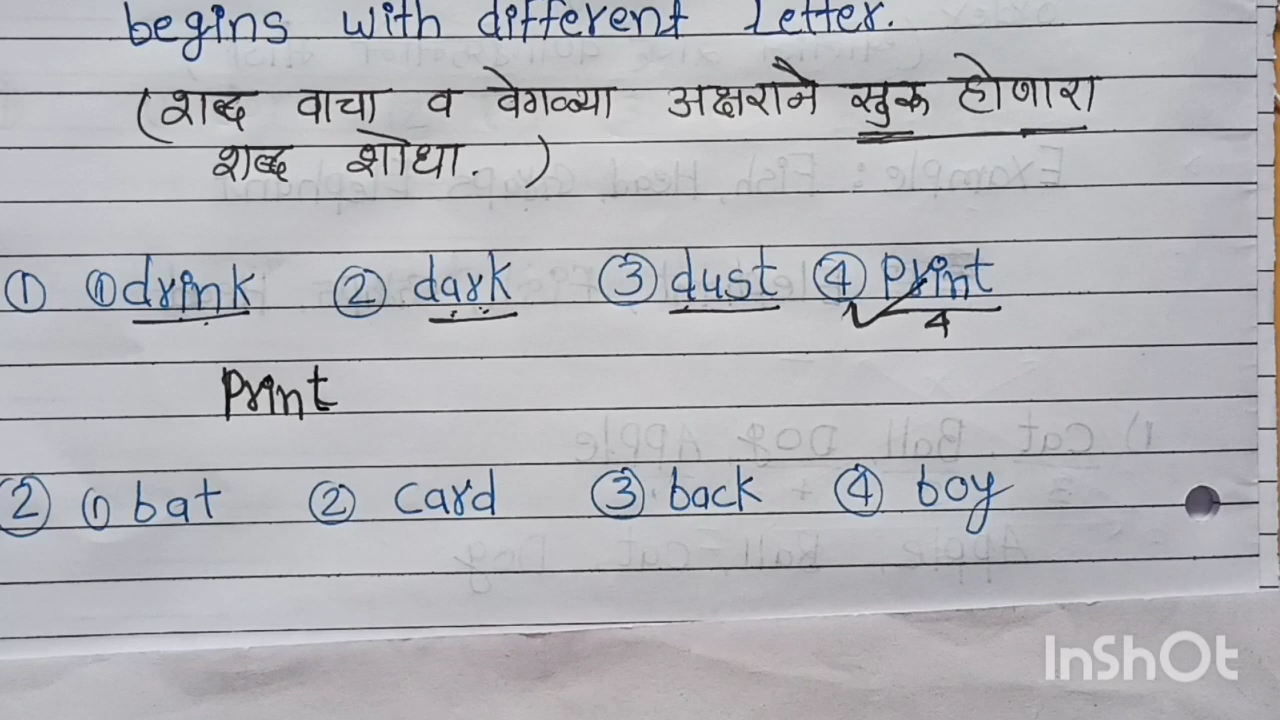 begins with different letter.
(शब्द वाचा व वेगळ्या अक्षराने सुरू होणारा
शब्द शोधा. )
① ① drink ② dark ③ dust ④ print
4
Print
② ① bat ② card ③ back ④ boy
InShOt